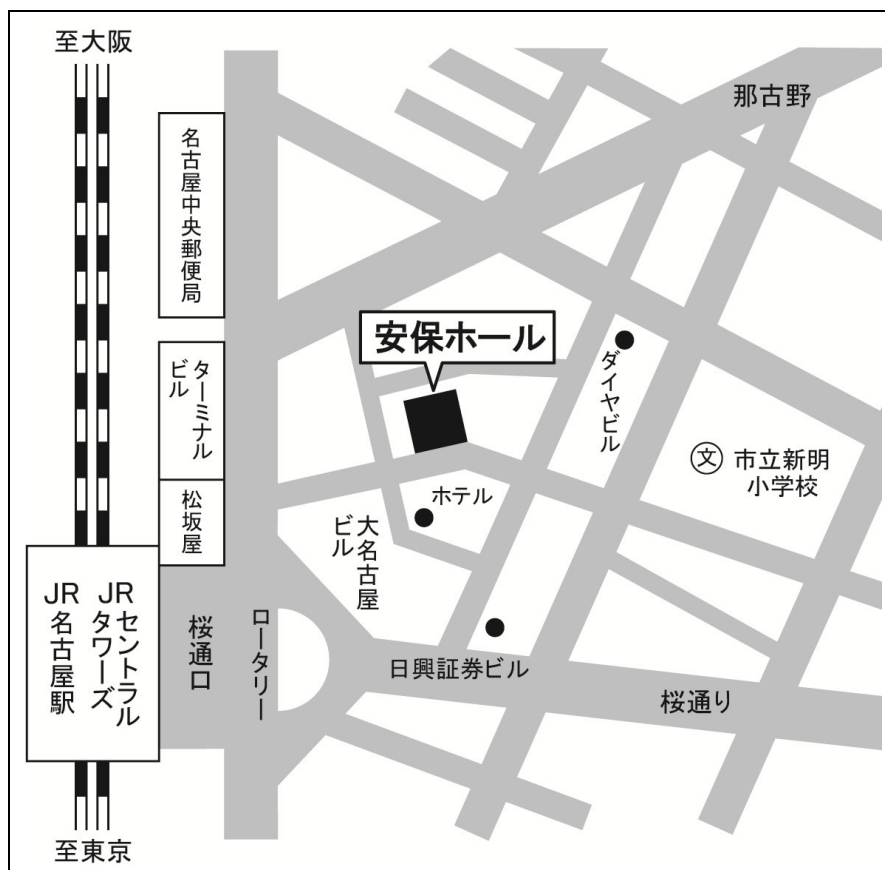 至大阪
名古屋中央郵便局
那古野
安保ホール
ターミナル
ビル
ダイヤビル
文
市立新明
小学校
松坂屋
ホテル
大名古屋
ビル
JRセントラル
タワーズ
JR名古屋駅
桜通口
ロータリー
日興証券ビル
桜通り
至東京